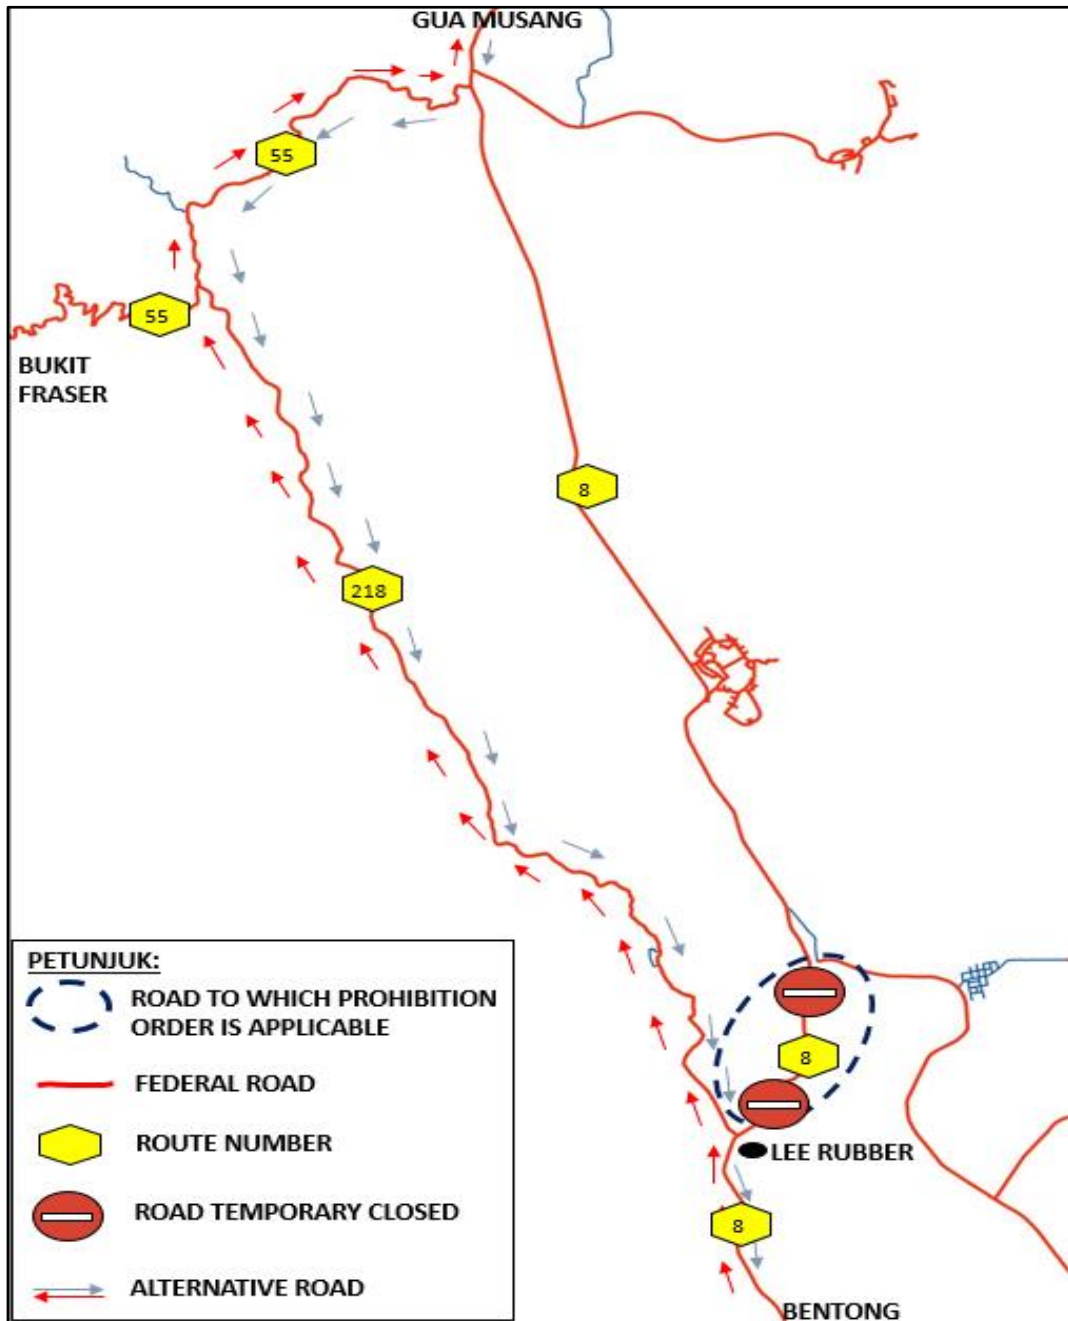 GUA MUSANG
55
55
BUKIT
FRASER
8
218
8
LEE RUBBER
8
BENTONG
PETUNJUK:
ROAD TO WHICH PROHIBITION
ORDER IS APPLICABLE
FEDERAL ROAD
ROUTE NUMBER
ROAD TEMPORARY CLOSED
ALTERNATIVE ROAD